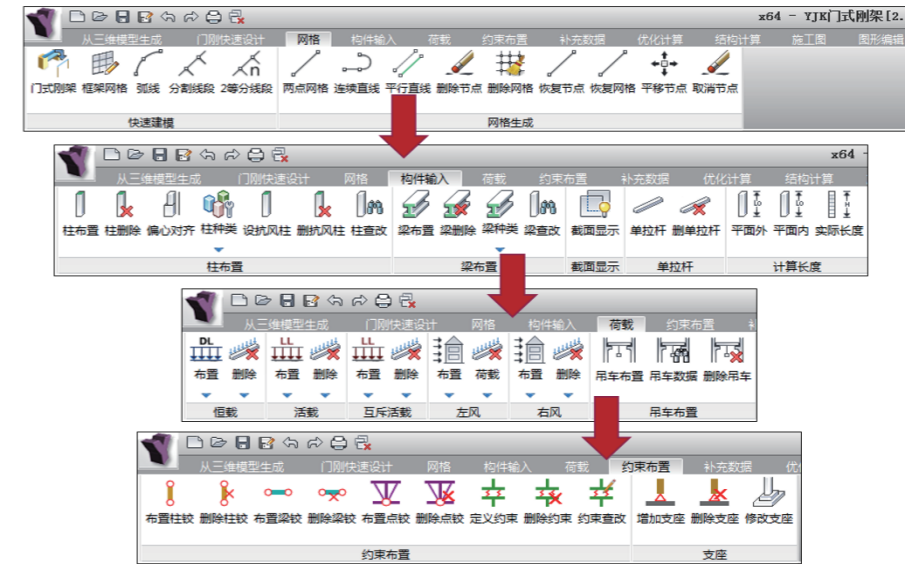 x64 - YJK门式刚架[2.
从三维模型生成 门刚快速设计 网格 构件输入 荷载 约束布置 补充数据 优化计算 结构计算 施工图 图形编辑
门式刚架 框架网格 弧线 分割线段 2等分线段 两点网格 连续直线 平行直线 删除节点 删除网格 恢复节点 恢复网格 平移节点 取消节点
快速建模 网格生成
x64 -
从三维模型生成 门刚快速设计 网格 构件输入 荷载 约束布置 补充数据 优化计算 结构计算
柱布置 柱删除 偏心对齐 柱种类 设抗风柱 删抗风柱 柱查改 梁布置 梁删除 梁种类 梁查改 截面显示 单拉杆 删单拉杆 平面外 平面内 实际长度
柱布置 梁布置 截面显示 单拉杆 计算长度
从三维模型生成 门刚快速设计 网格 构件输入 荷载 约束布置
DL LL LL
布置 删除 布置 删除 布置 删除 布置 荷载 布置 删除 吊车布置 吊车数据 删除吊车
恒载 活载 互斥活载 左风 右风 吊车布置
从三维模型生成 门刚快速设计 网格 构件输入 荷载 约束布置 补充数据 优
布置柱铰 删除柱铰 布置梁铰 删除梁铰 布置点铰 删除点铰 定义约束 删除约束 约束查改 增加支座 删除支座 修改支座
约束布置 支座